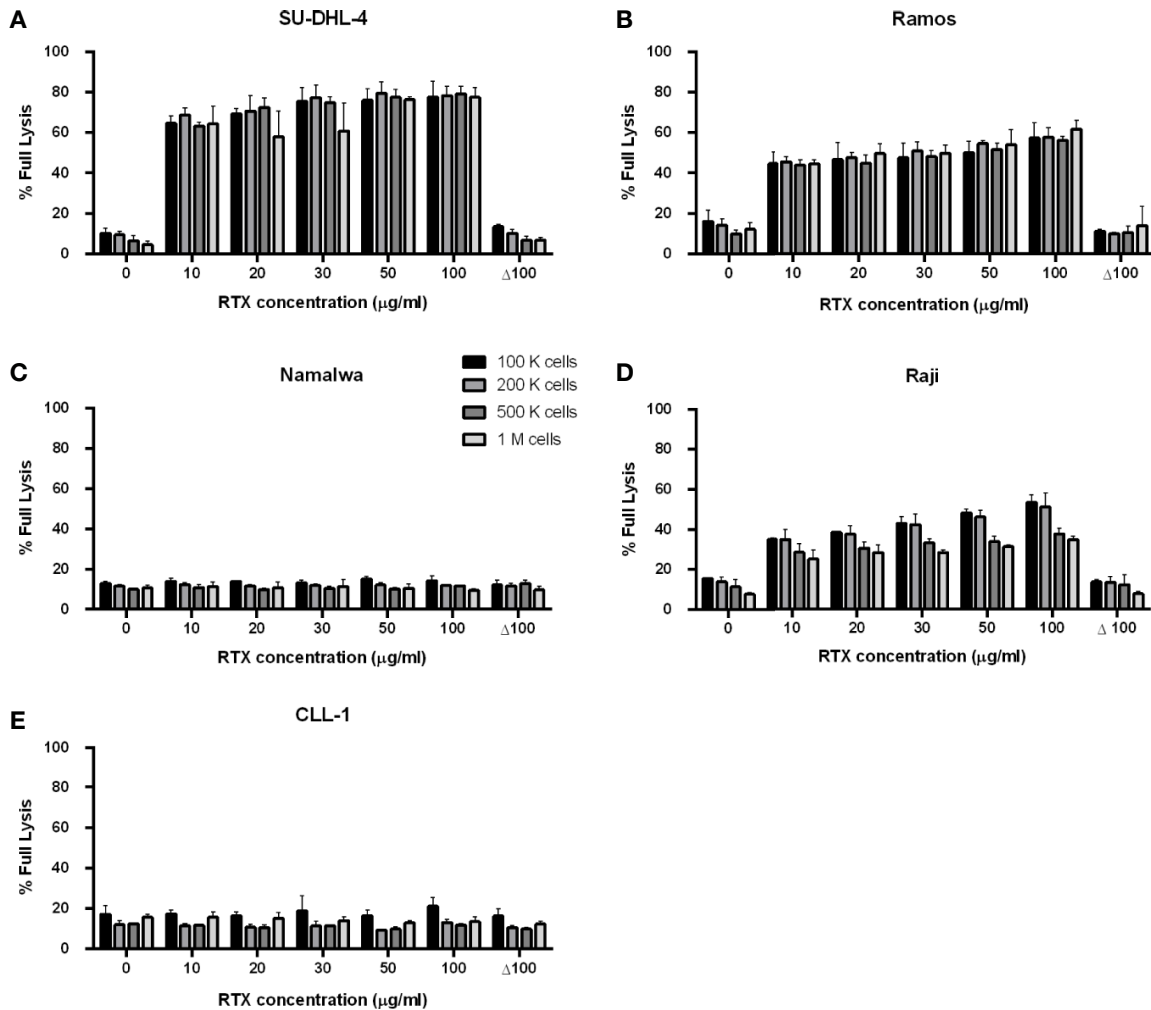 A
SU-DHL-4
100
80
60
40
20
0
% Full Lysis
0 10 20 30 50 100 Δ100
RTX concentration (μg/ml)
B
Ramos
100
80
60
40
20
0
% Full Lysis
0 10 20 30 50 100 Δ100
RTX concentration (μg/ml)
C
Namalwa
100
80
60
40
20
0
% Full Lysis
0 10 20 30 50 100 Δ100
RTX concentration (μg/ml)
100 K cells
200 K cells
500 K cells
1 M cells
D
Raji
100
80
60
40
20
0
% Full Lysis
0 10 20 30 50 100 Δ 100
RTX concentration (μg/ml)
E
CLL-1
100
80
60
40
20
0
% Full Lysis
0 10 20 30 50 100 Δ100
RTX concentration (μg/ml)